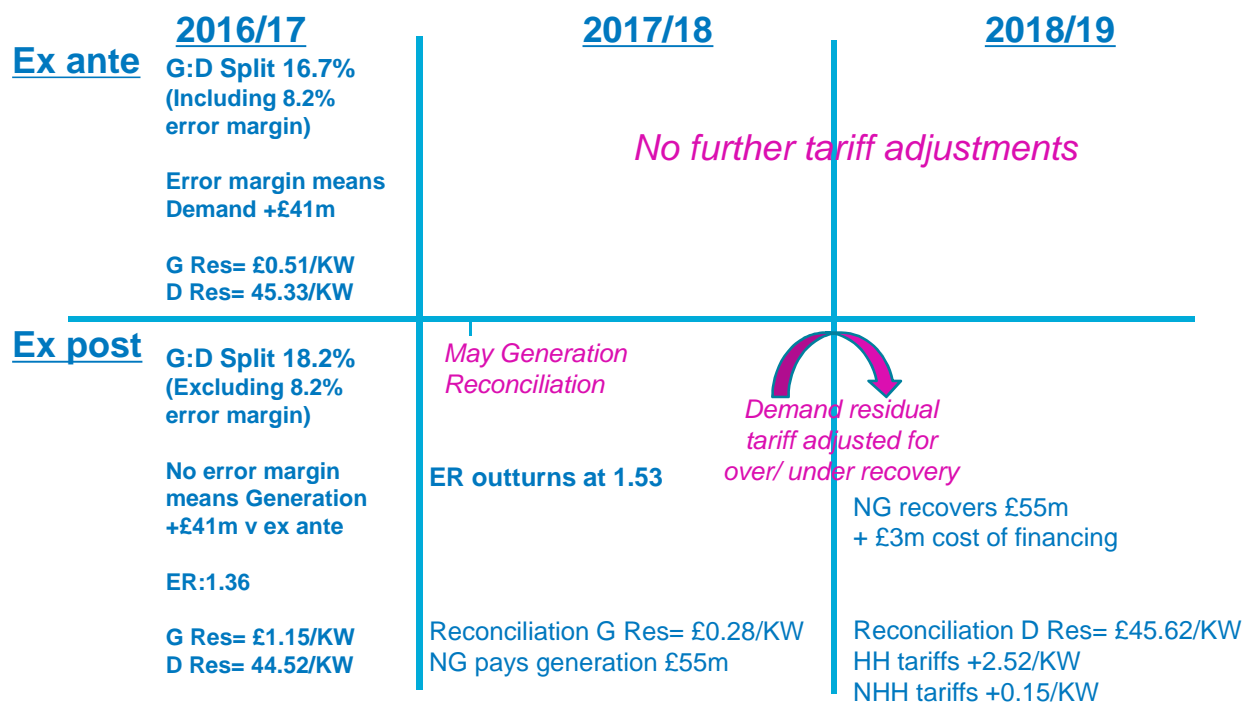 2016/17
2017/18
2018/19
Ex ante
G:D Split 16.7%
(Including 8.2%
error margin)
Error margin means
Demand +£41m
G Res= £0.51/KW
D Res= 45.33/KW
No further tariff adjustments
Ex post
G:D Split 18.2%
(Excluding 8.2%
error margin)
No error margin
means Generation
+£41m v ex ante
ER:1.36
G Res= £1.15/KW
D Res= 44.52/KW
May Generation
Reconciliation
ER outturns at 1.53
Reconciliation G Res= £0.28/KW
NG pays generation £55m
Demand residual
tariff adjusted for
over/ under recovery
NG recovers £55m
+ £3m cost of financing
Reconciliation D Res= £45.62/KW
HH tariffs +2.52/KW
NHH tariffs +0.15/KW